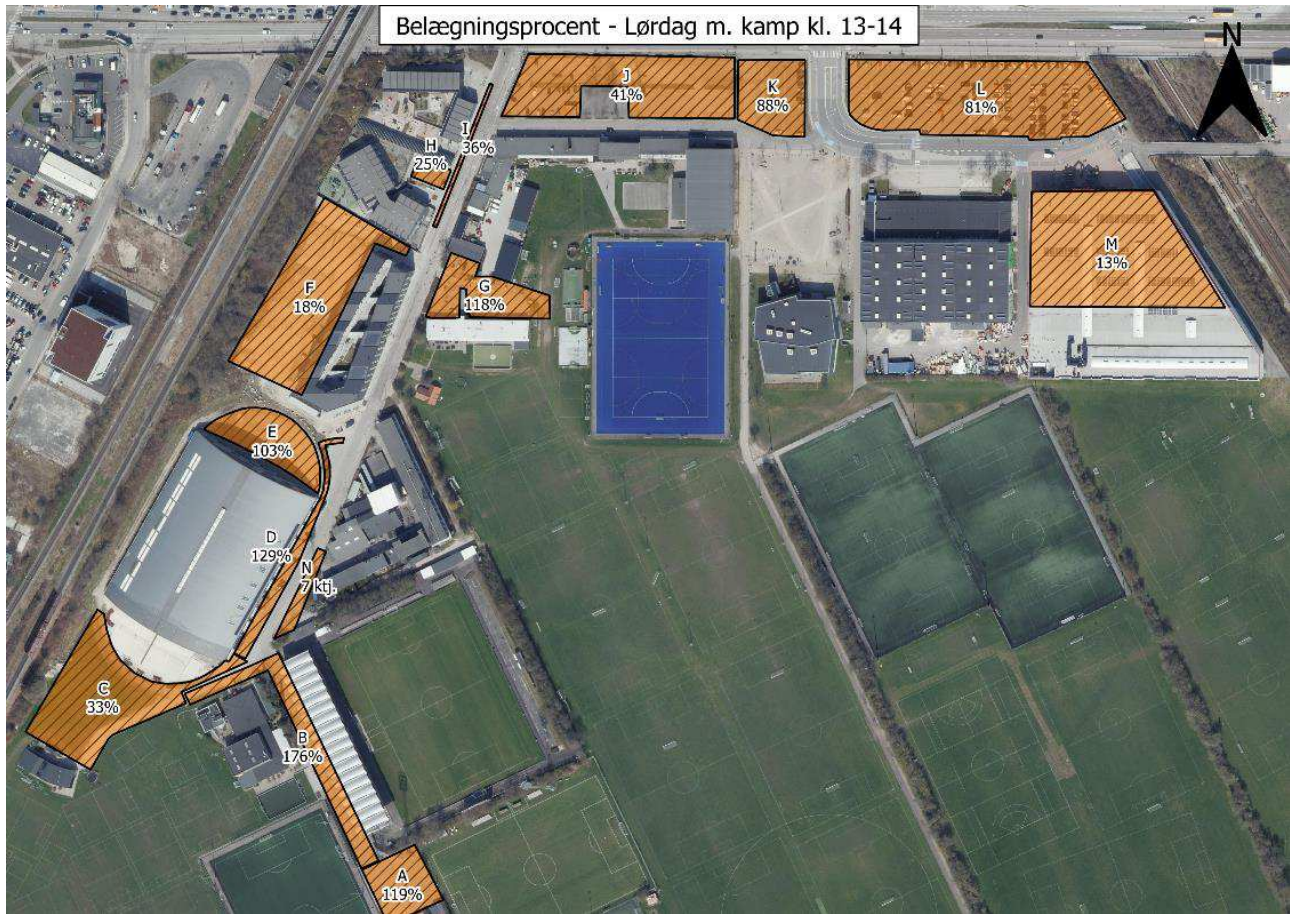 Belægningsprocent - Lørdag m. kamp kl. 13-14
N
J
41%
K
88%
L
81%
I
36%
H
25%
M
13%
F
18%
G
118%
E
103%
D
129%
N
7 ktj.
C
33%
B
176%
A
119%